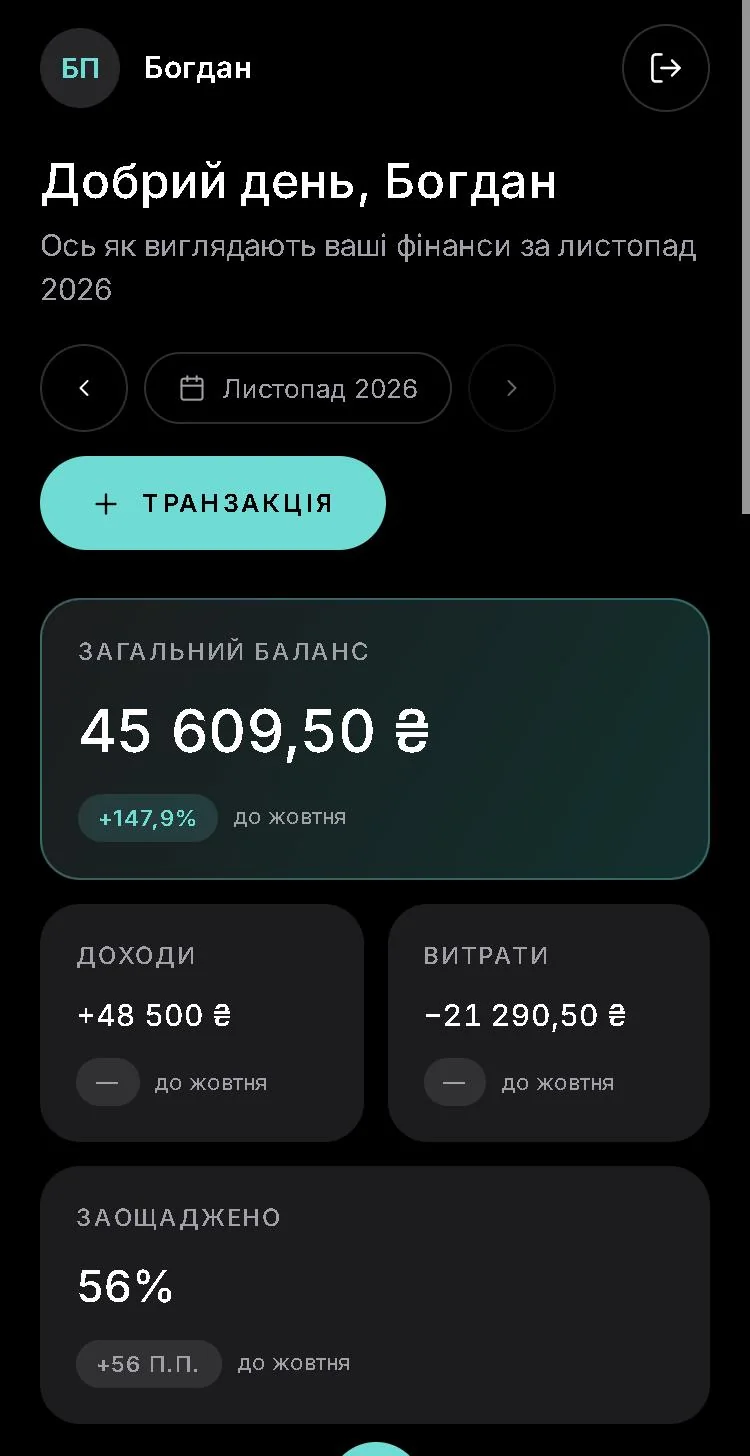 БП Богдан
Добрий день, Богдан
Ось як виглядають ваші фінанси за листопад
2026
Листопад 2026
+ ТРАНЗАКЦІЯ
ЗАГАЛЬНИЙ БАЛАНС
45 609,50 ₴
+147,9% до жовтня
ДОХОДИ
+48 500 ₴
— до жовтня
ВИТРАТИ
−21 290,50 ₴
— до жовтня
ЗАОЩАДЖЕНО
56%
+56 П.П. до жовтня